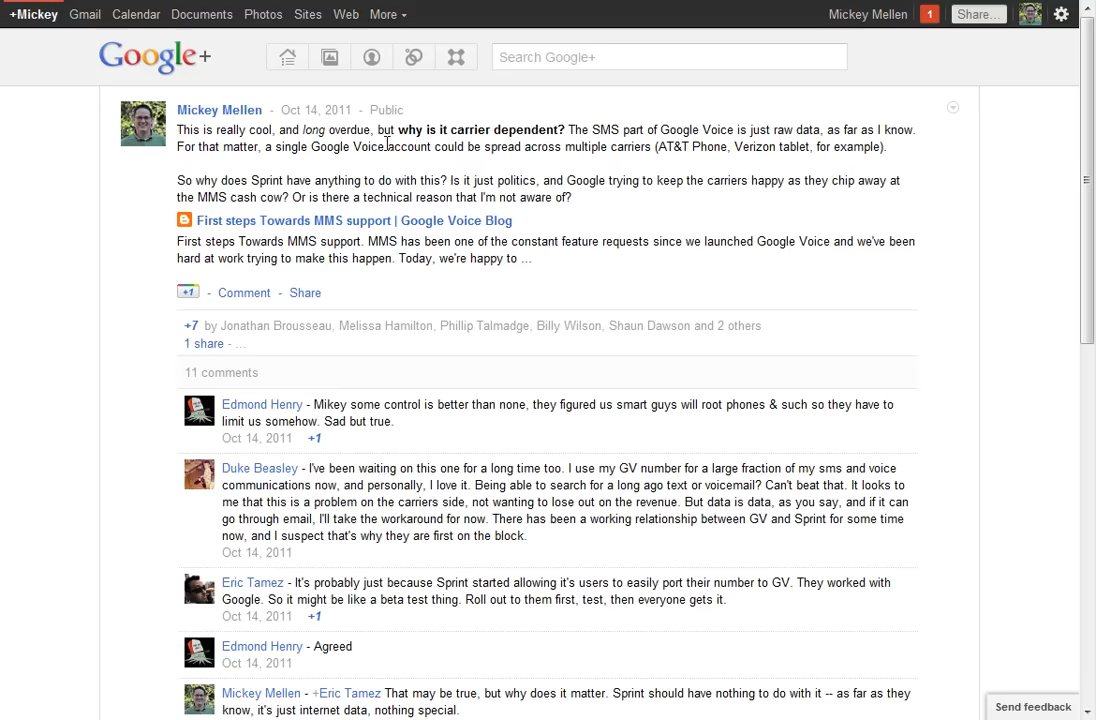 +Mickey Gmail Calendar Documents Photos Sites Web More Mickey Mellen 1 Share...
Google+ Search Google+
Mickey Mellen - Oct 14, 2011 - Public
This is really cool, and long overdue, but why is it carrier dependent? The SMS part of Google Voice is just raw data, as far as I know.
For that matter, a single Google Voice account could be spread across multiple carriers (AT&T Phone, Verizon tablet, for example).
So why does Sprint have anything to do with this? Is it just politics, and Google trying to keep the carriers happy as they chip away at
the MMS cash cow? Or is there a technical reason that I'm not aware of?
First steps Towards MMS support | Google Voice Blog
First steps Towards MMS support. MMS has been one of the constant feature requests since we launched Google Voice and we've been
hard at work trying to make this happen. Today, we're happy to ...
+1 - Comment - Share
+7 by Jonathan Brousseau, Melissa Hamilton, Phillip Talmadge, Billy Wilson, Shaun Dawson and 2 others
1 share - ...
11 comments
Edmond Henry - Mikey some control is better than none, they figured us smart guys will root phones & such so they have to
limit us somehow. Sad but true.
Oct 14, 2011 +1
Duke Beasley - I've been waiting on this one for a long time too. I use my GV number for a large fraction of my sms and voice
communications now, and personally, I love it. Being able to search for a long ago text or voicemail? Can't beat that. It looks to
me that this is a problem on the carriers side, not wanting to lose out on the revenue. But data is data, as you say, and if it can
go through email, I'll take the workaround for now. There has been a working relationship between GV and Sprint for some time
now, and I suspect that's why they are first on the block.
Oct 14, 2011
Eric Tamez - It's probably just because Sprint started allowing it's users to easily port their number to GV. They worked with
Google. So it might be like a beta test thing. Roll out to them first, test, then everyone gets it.
Oct 14, 2011 +1
Edmond Henry - Agreed
Oct 14, 2011
Mickey Mellen - +Eric Tamez That may be true, but why does it matter. Sprint should have nothing to do with it -- as far as they
know, it's just internet data, nothing special.
Send feedback